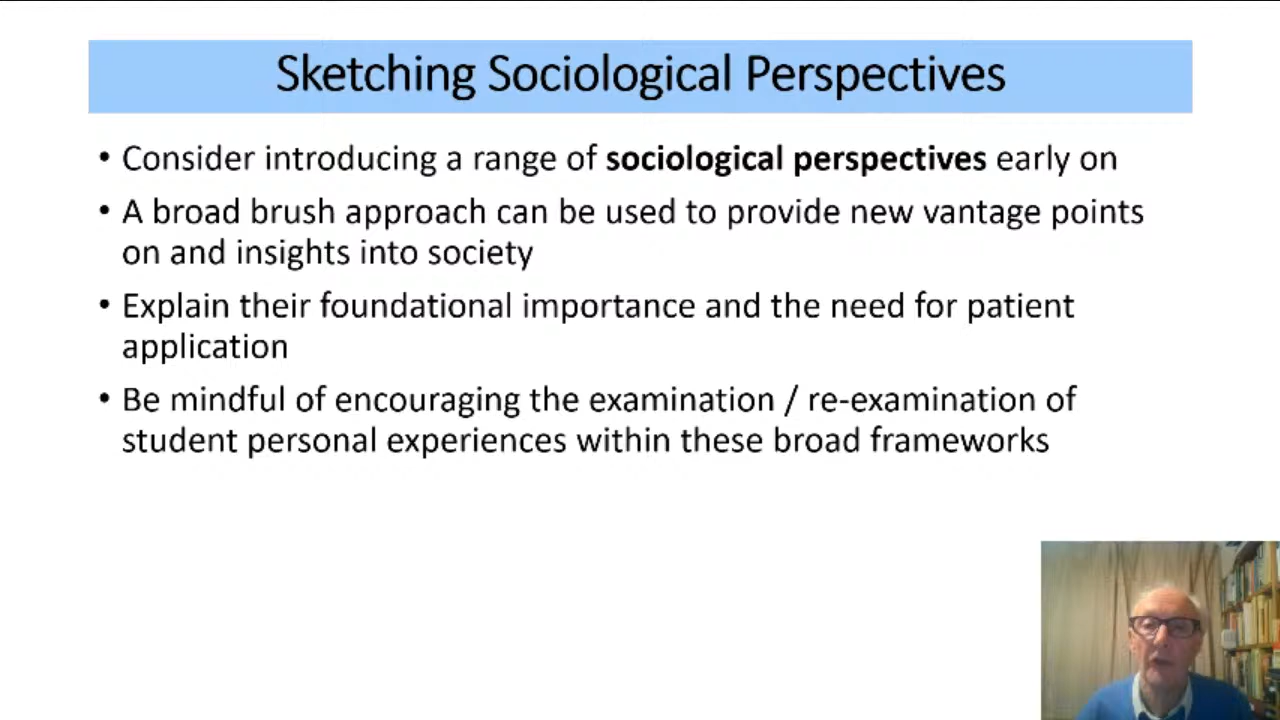 Sketching Sociological Perspectives
• Consider introducing a range of sociological perspectives early on
• A broad brush approach can be used to provide new vantage points
on and insights into society
• Explain their foundational importance and the need for patient
application
• Be mindful of encouraging the examination / re-examination of
student personal experiences within these broad frameworks